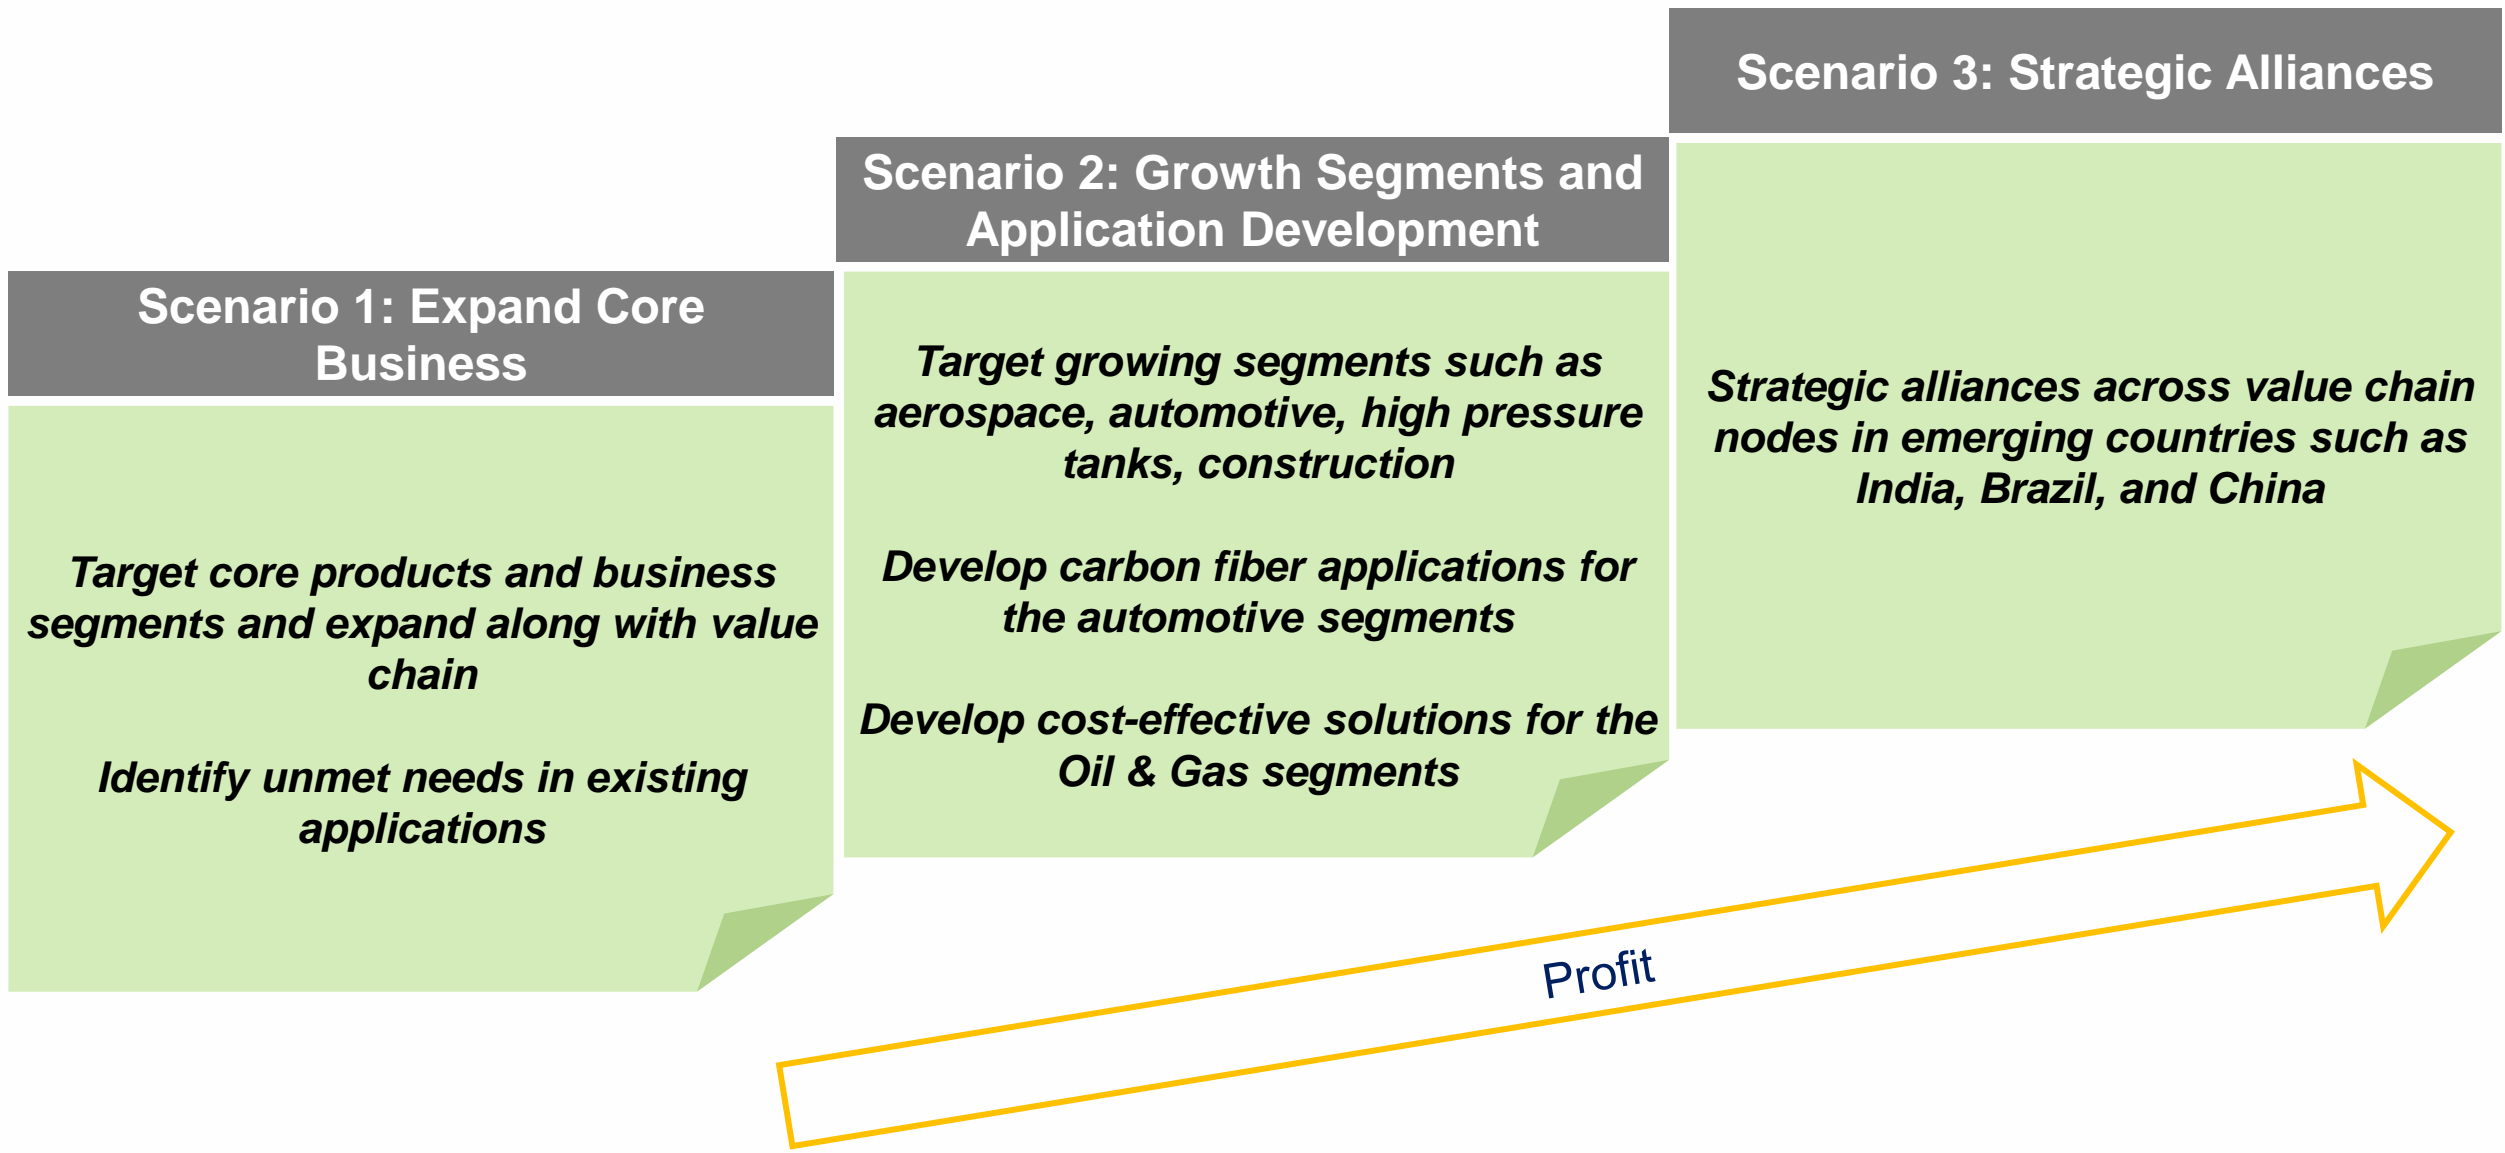 Scenario 1: Expand Core
Business
Target core products and business
segments and expand along with value
chain
Identify unmet needs in existing
applications
Scenario 2: Growth Segments and
Application Development
Target growing segments such as
aerospace, automotive, high pressure
tanks, construction
Develop carbon fiber applications for
the automotive segments
Develop cost-effective solutions for the
Oil & Gas segments
Scenario 3: Strategic Alliances
Strategic alliances across value chain
nodes in emerging countries such as
India, Brazil, and China
Profit